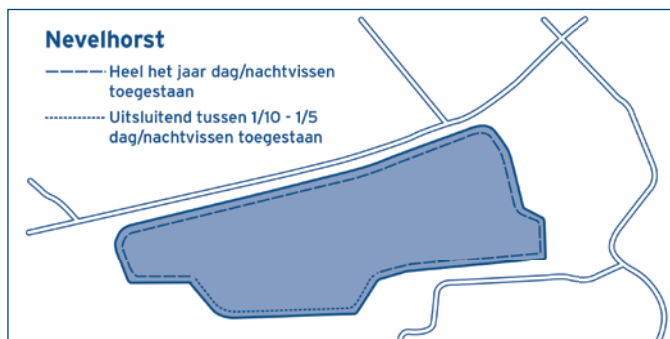 Nevelhorst
Heel het jaar dag/nachtvissen
toegestaan
Uitsluitend tussen 1/10 - 1/5
dag/nachtvissen toegestaan